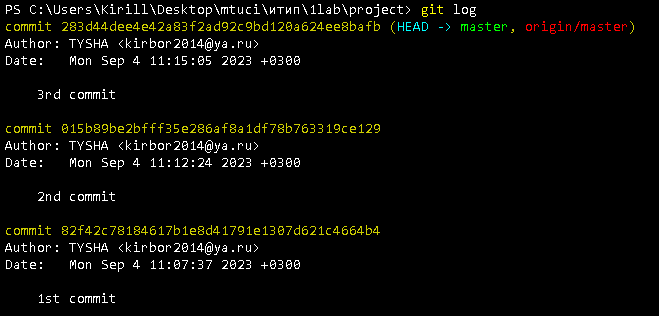 PS C:\Users\Kirill\Desktop\mtuci\итип\1lab\project> git log
commit 283d44dee4e42a83f2ad92c9bd120a624ee8bafb (HEAD -> master, origin/master)
Author: TYSHA <kirbor2014@ya.ru>
Date:   Mon Sep 4 11:15:05 2023 +0300
    3rd commit
commit 015b89be2bfff35e286af8a1df78b763319ce129
Author: TYSHA <kirbor2014@ya.ru>
Date:   Mon Sep 4 11:12:24 2023 +0300
    2nd commit
commit 82f42c78184617b1e8d41791e1307d621c4664b4
Author: TYSHA <kirbor2014@ya.ru>
Date:   Mon Sep 4 11:07:37 2023 +0300
    1st commit